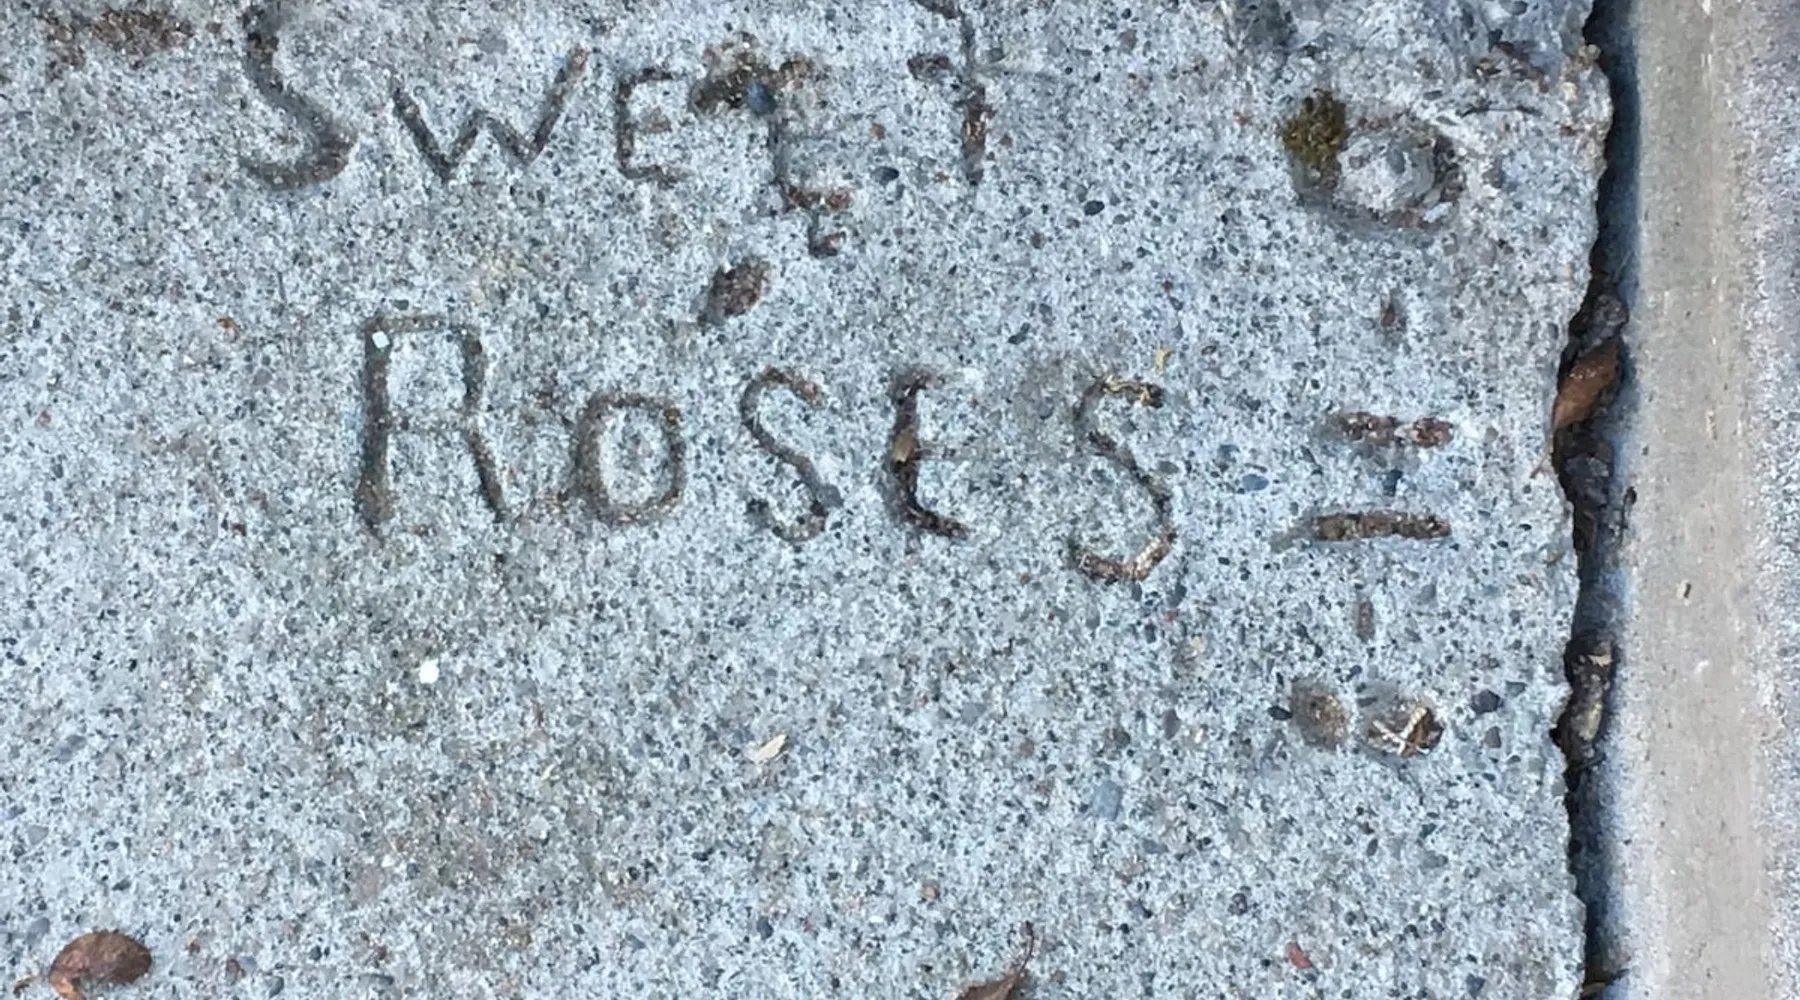 SWEET O
ROSES =